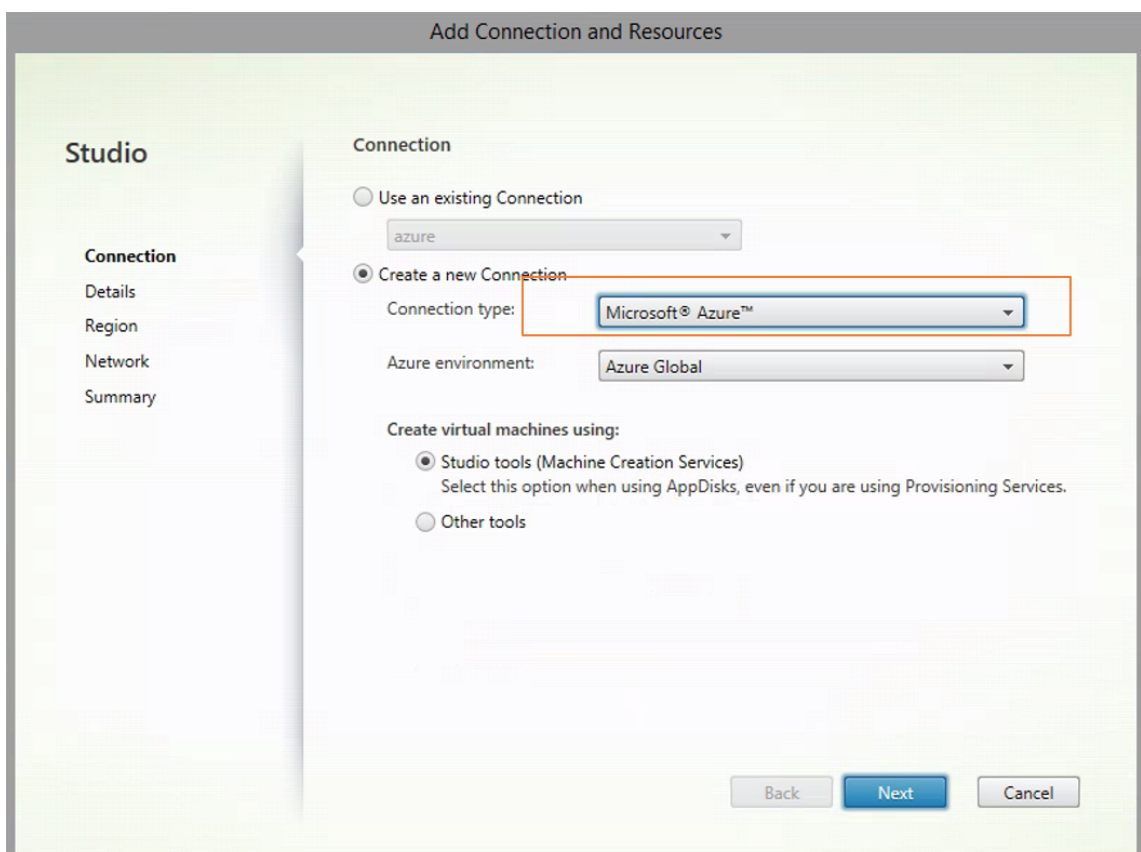 Add Connection and Resources
Studio
Connection
Details
Region
Network
Summary
Connection
Use an existing Connection
azure
Create a new Connection
Connection type:
Microsoft® Azure™
Azure environment:
Azure Global
Create virtual machines using:
Studio tools (Machine Creation Services)
Select this option when using AppDisks, even if you are using Provisioning Services.
Other tools
Back
Next
Cancel